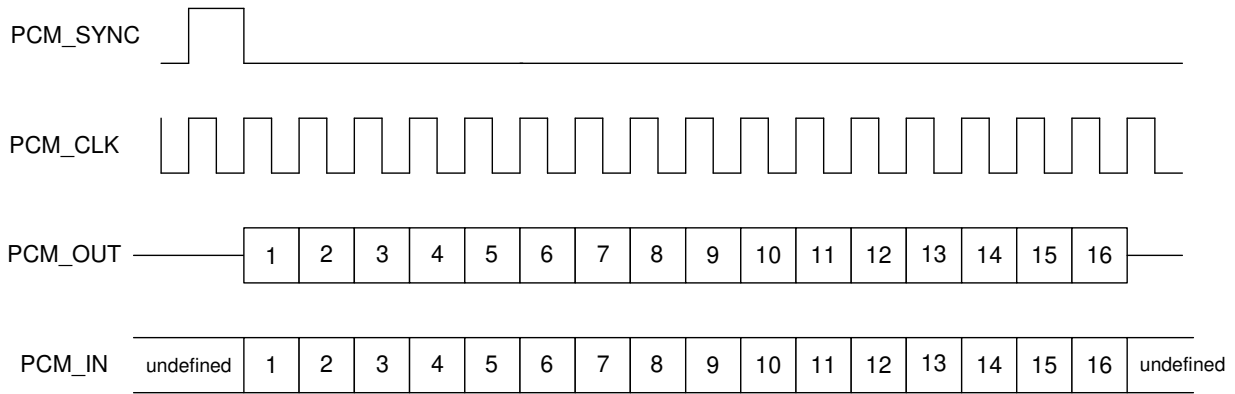 PCM_SYNC
PCM_CLK
PCM_OUT 1 2 3 4 5 6 7 8 9 10 11 12 13 14 15 16
PCM_IN undefined 1 2 3 4 5 6 7 8 9 10 11 12 13 14 15 16 undefined